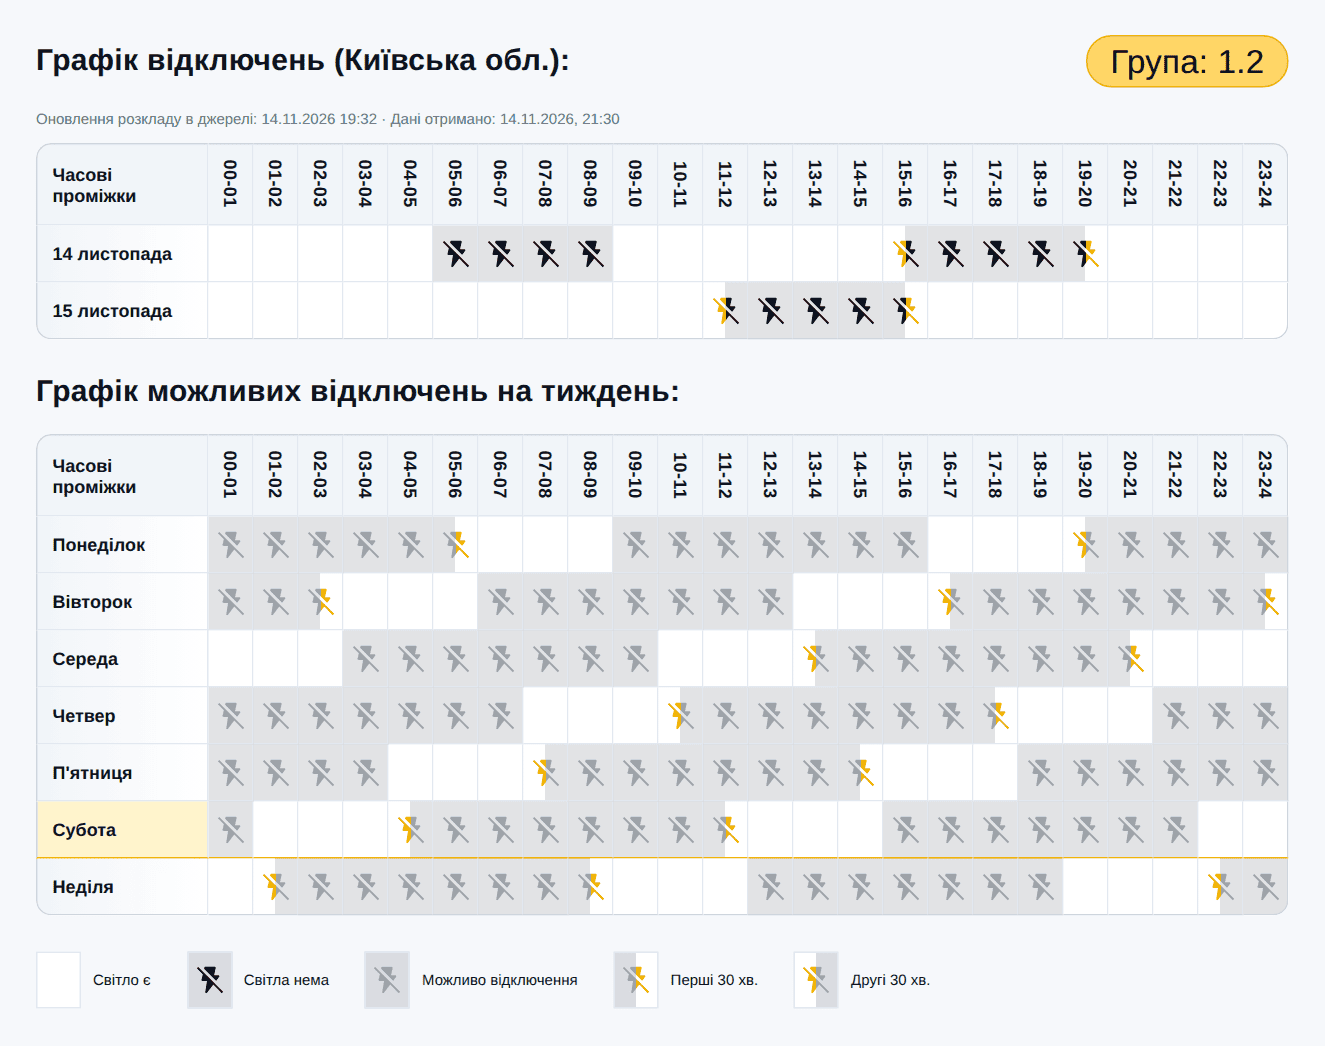 Графік відключень (Київська обл.):
Група: 1.2
Оновлення розкладу в джерелі: 14.11.2026 19:32 · Дані отримано: 14.11.2026, 21:30
Часові проміжки 00-01 01-02 02-03 03-04 04-05 05-06 06-07 07-08 08-09 09-10 10-11 11-12 12-13 13-14 14-15 15-16 16-17 17-18 18-19 19-20 20-21 21-22 22-23 23-24
14 листопада
15 листопада
Графік можливих відключень на тиждень:
Часові проміжки 00-01 01-02 02-03 03-04 04-05 05-06 06-07 07-08 08-09 09-10 10-11 11-12 12-13 13-14 14-15 15-16 16-17 17-18 18-19 19-20 20-21 21-22 22-23 23-24
Понеділок
Вівторок
Середа
Четвер
П'ятниця
Субота
Неділя
Світло є Світла нема Можливо відключення Перші 30 хв. Другі 30 хв.